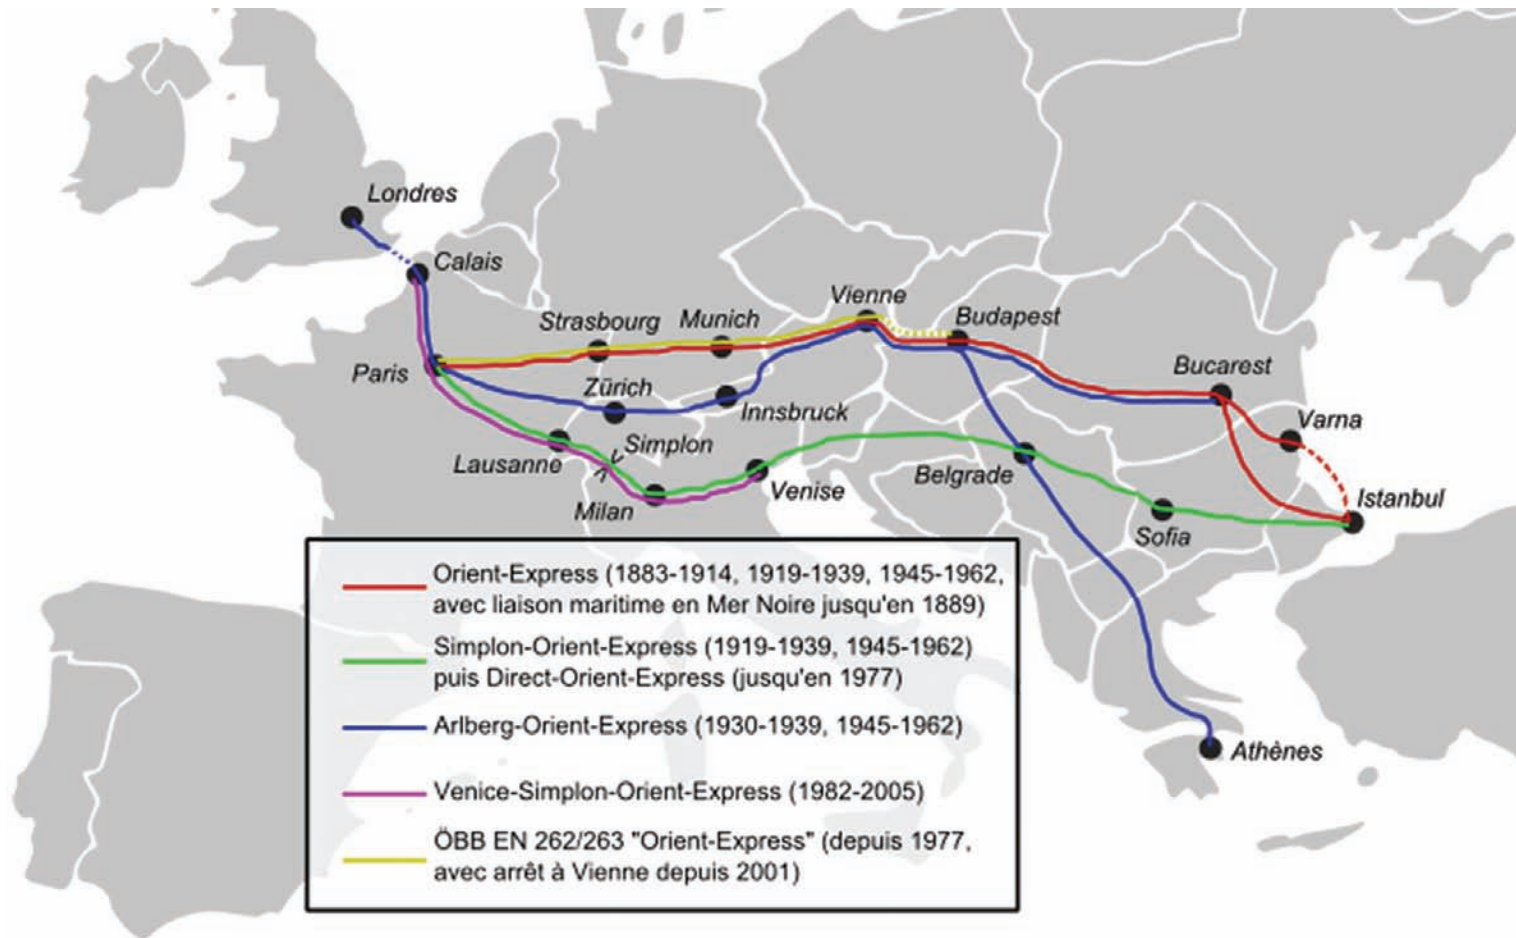 Londres
Calais
Vienne
Strasbourg
Munich
Budapest
Paris
Bucarest
Zürich
Innsbruck
Varna
Simplon
Lausanne
Belgrade
Venise
Istanbul
Milan
Sofia
Athènes
Orient-Express (1883-1914, 1919-1939, 1945-1962,
avec liaison maritime en Mer Noire jusqu'en 1889)
Simplon-Orient-Express (1919-1939, 1945-1962)
puis Direct-Orient-Express (jusqu'en 1977)
Arlberg-Orient-Express (1930-1939, 1945-1962)
Venice-Simplon-Orient-Express (1982-2005)
ÖBB EN 262/263 "Orient-Express" (depuis 1977,
avec arrêt à Vienne depuis 2001)